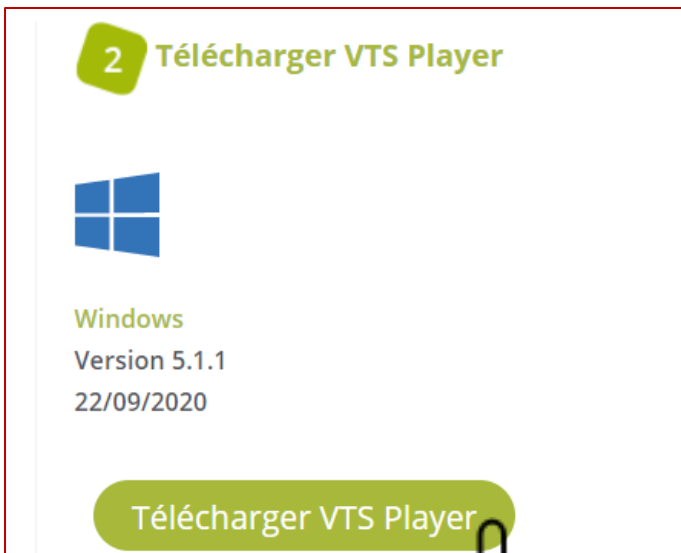 2 Télécharger VTS Player
Windows
Version 5.1.1
22/09/2020
Télécharger VTS Player